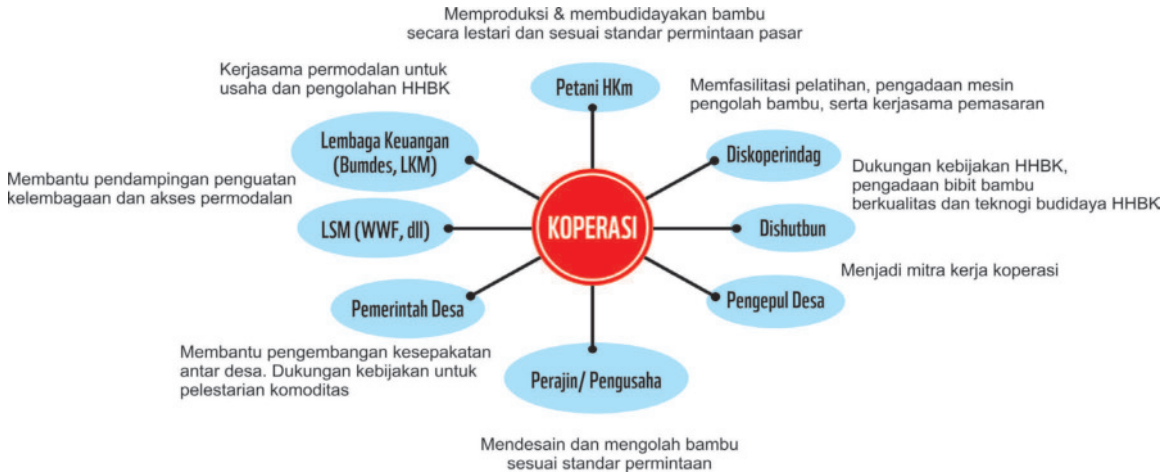 Memproduksi & membudidayakan bambu
secara lestari dan sesuai standar permintaan pasar
Petani HKm
Kerjasama permodalan untuk
usaha dan pengolahan HHBK
Lembaga Keuangan
(Bumdes, LKM)
Memfasilitasi pelatihan, pengadaan mesin
pengolah bambu, serta kerjasama pemasaran
Diskoperindag
Membantu pendampingan penguatan
kelembagaan dan akses permodalan
LSM (WWF, dll)
KOPERASI
Dukungan kebijakan HHBK,
pengadaan bibit bambu
berkualitas dan teknogi budidaya HHBK
Dishutbun
Menjadi mitra kerja koperasi
Pengepul Desa
Pemerintah Desa
Membantu pengembangan kesepakatan
antar desa. Dukungan kebijakan untuk
pelestarian komoditas
Perajin/ Pengusaha
Mendesain dan mengolah bambu
sesuai standar permintaan